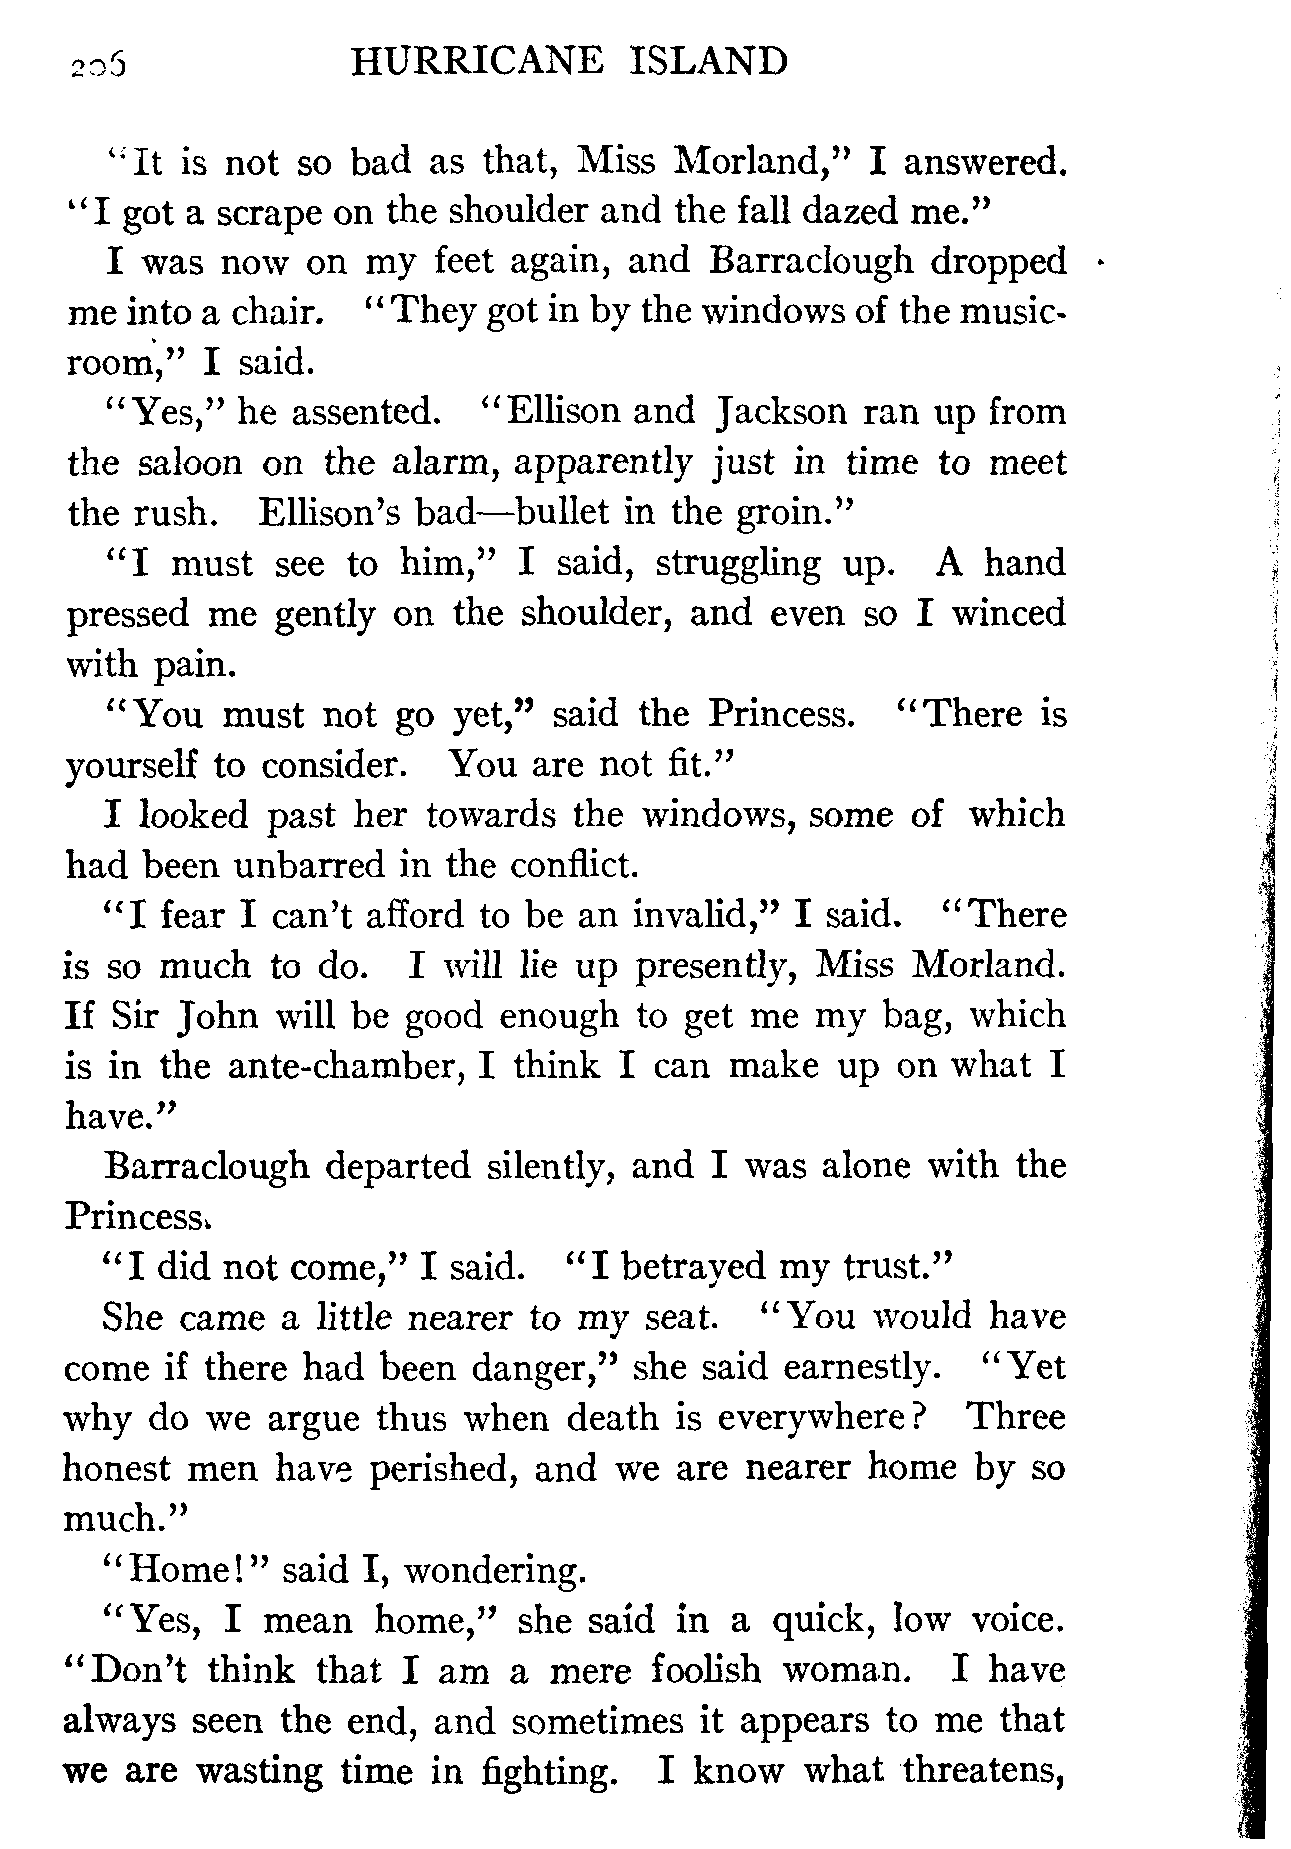 206 HURRICANE ISLAND
"It is not so bad as that, Miss Morland," I answered.
"I got a scrape on the shoulder and the fall dazed me."
I was now on my feet again, and Barraclough dropped
me into a chair. "They got in by the windows of the music-
room," I said.
"Yes," he assented. "Ellison and Jackson ran up from
the saloon on the alarm, apparently just in time to meet
the rush. Ellison's bad—bullet in the groin."
"I must see to him," I said, struggling up. A hand
pressed me gently on the shoulder, and even so I winced
with pain.
"You must not go yet," said the Princess. "There is
yourself to consider. You are not fit."
I looked past her towards the windows, some of which
had been unbarred in the conflict.
"I fear I can't afford to be an invalid," I said. "There
is so much to do. I will lie up presently, Miss Morland.
If Sir John will be good enough to get me my bag, which
is in the ante-chamber, I think I can make up on what I
have."
Barraclough departed silently, and I was alone with the
Princess.
"I did not come," I said. "I betrayed my trust."
She came a little nearer to my seat. "You would have
come if there had been danger," she said earnestly. "Yet
why do we argue thus when death is everywhere? Three
honest men have perished, and we are nearer home by so
much."
"Home!" said I, wondering.
"Yes, I mean home," she said in a quick, low voice.
"Don't think that I am a mere foolish woman. I have
always seen the end, and sometimes it appears to me that
we are wasting time in fighting. I know what threatens,